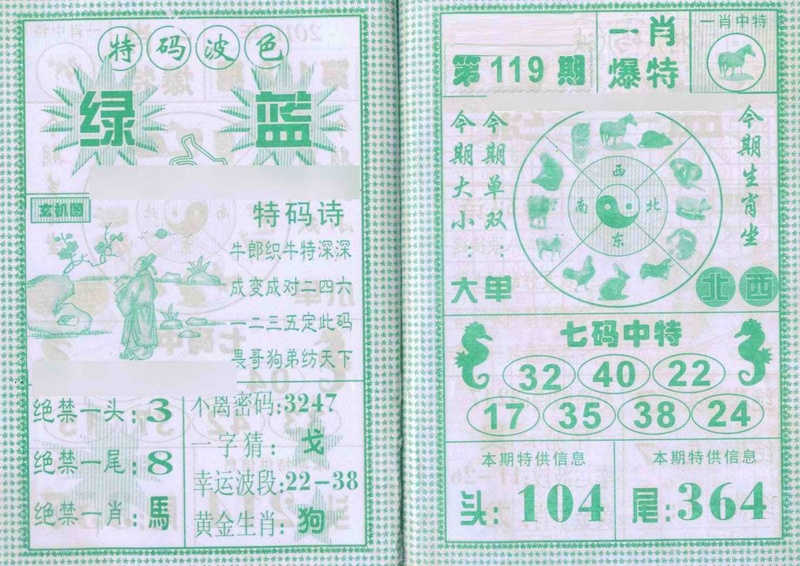 特码波色
绿 蓝
玄机图
特码诗
牛郎织牛特深深
成变成对二四六
一二三五定此码
畏哥狗弟纺天下
绝禁一头:3
绝禁一尾:8
绝禁一肖:馬
不离密码:3247
一字猜:戈
幸运波段:22-38
黄金生肖:狗
第119期
一肖爆特
一肖中特
今期大小:大
今期单双:单
西
南 北
东
今期生肖坐
北 西
七码中特
32 40 22
17 35 38 24
本期特供信息
头:104
本期特供信息
尾:364